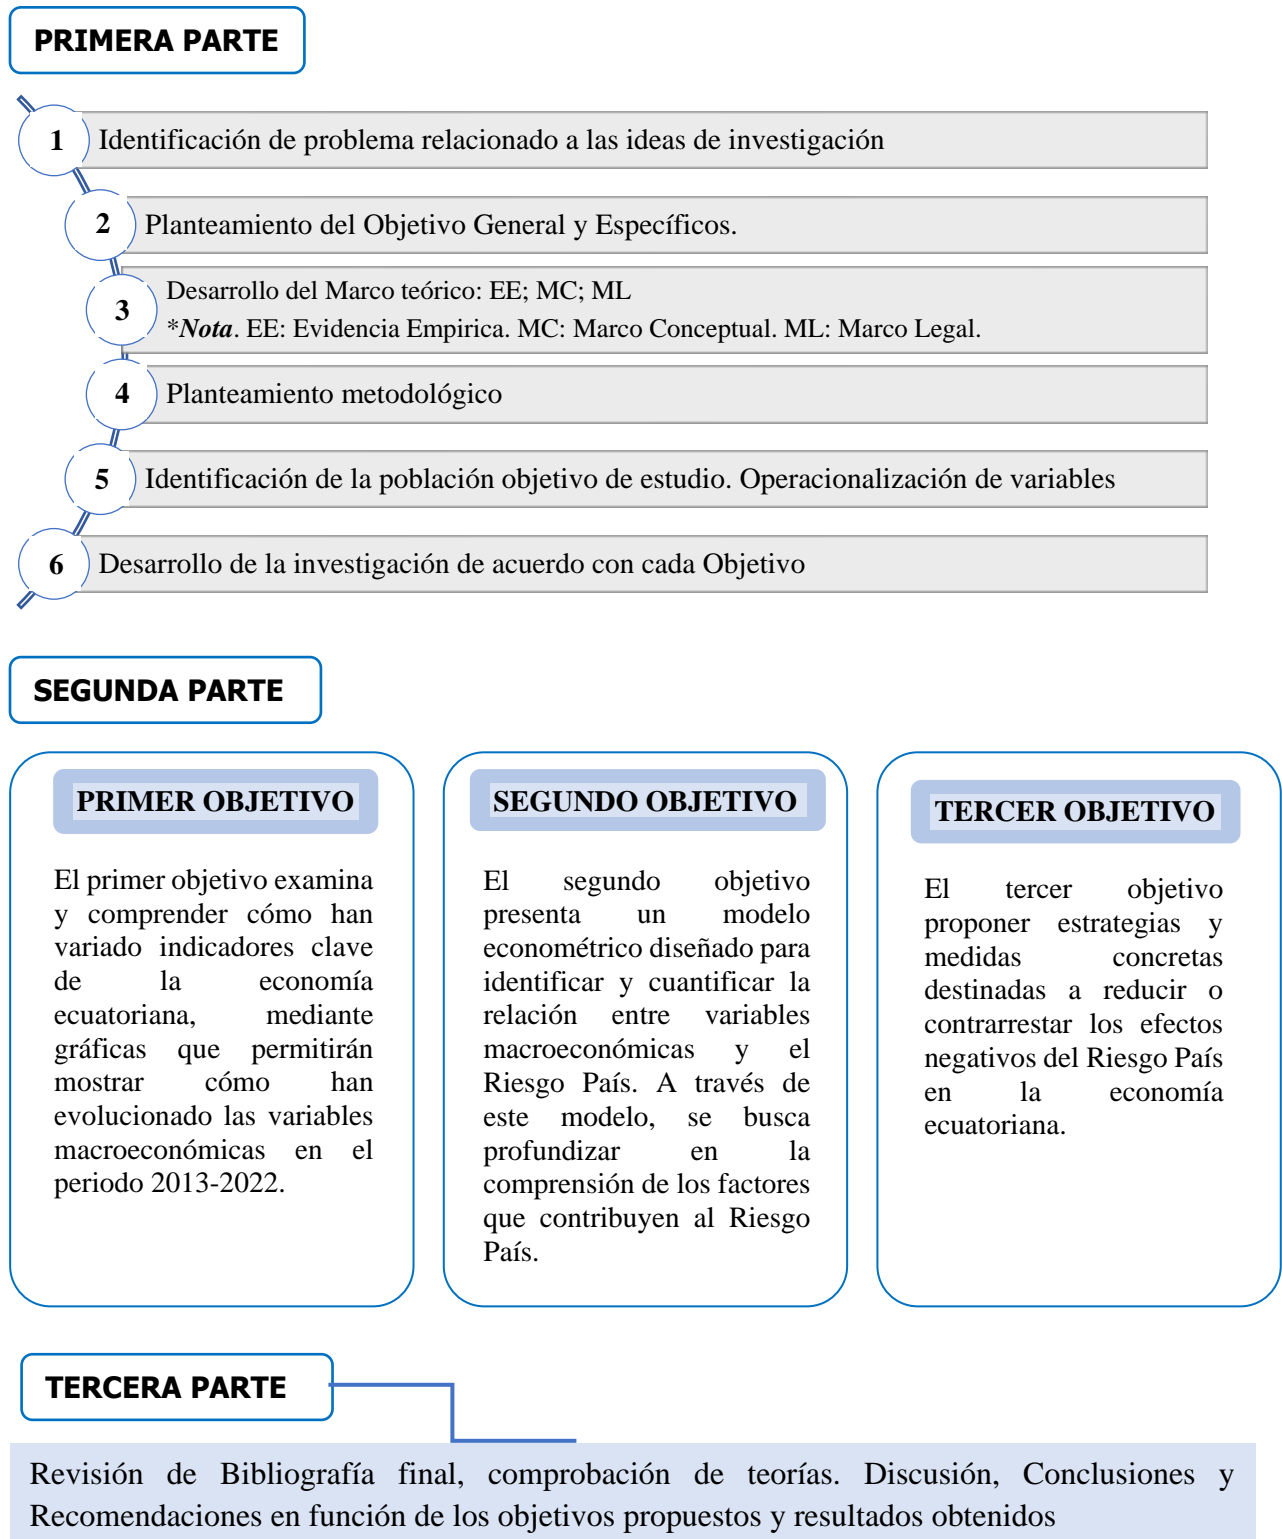 PRIMERA PARTE
1 Identificación de problema relacionado a las ideas de investigación
2 Planteamiento del Objetivo General y Específicos.
3 Desarrollo del Marco teórico: EE; MC; ML
*Nota. EE: Evidencia Empirica. MC: Marco Conceptual. ML: Marco Legal.
4 Planteamiento metodológico
5 Identificación de la población objetivo de estudio. Operacionalización de variables
6 Desarrollo de la investigación de acuerdo con cada Objetivo
SEGUNDA PARTE
PRIMER OBJETIVO
El primer objetivo examina
y comprender cómo han
variado indicadores clave
de la economía
ecuatoriana, mediante
gráficas que permitirán
mostrar cómo han
evolucionado las variables
macroeconómicas en el
periodo 2013-2022.
SEGUNDO OBJETIVO
El segundo objetivo
presenta un modelo
econométrico diseñado para
identificar y cuantificar la
relación entre variables
macroeconómicas y el
Riesgo País. A través de
este modelo, se busca
profundizar en la
comprensión de los factores
que contribuyen al Riesgo
País.
TERCER OBJETIVO
El tercer objetivo
proponer estrategias y
medidas concretas
destinadas a reducir o
contrarrestar los efectos
negativos del Riesgo País
en la economía
ecuatoriana.
TERCERA PARTE
Revisión de Bibliografía final, comprobación de teorías. Discusión, Conclusiones y
Recomendaciones en función de los objetivos propuestos y resultados obtenidos